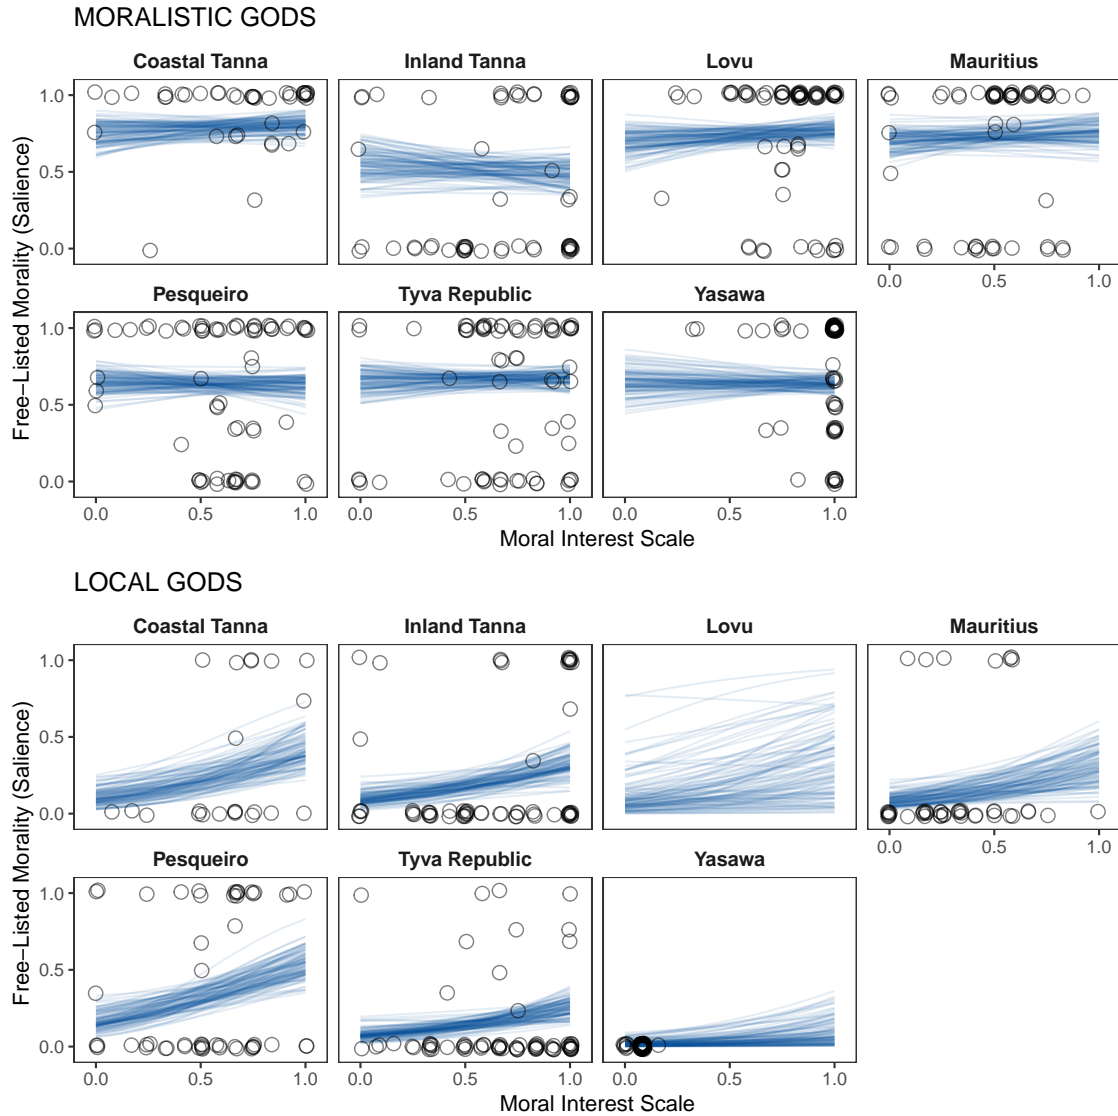 MORALISTIC GODS
Coastal Tanna Inland Tanna Lovu Mauritius
1.0
0.5
0.0
0.0 0.5 1.0
Pesqueiro Tyva Republic Yasawa
1.0
0.5
0.0
0.0 0.5 1.0 0.0 0.5 1.0 0.0 0.5 1.0
Free−Listed Morality (Salience)
Moral Interest Scale
LOCAL GODS
Coastal Tanna Inland Tanna Lovu Mauritius
1.0
0.5
0.0
0.0 0.5 1.0
Pesqueiro Tyva Republic Yasawa
1.0
0.5
0.0
0.0 0.5 1.0 0.0 0.5 1.0 0.0 0.5 1.0
Free−Listed Morality (Salience)
Moral Interest Scale